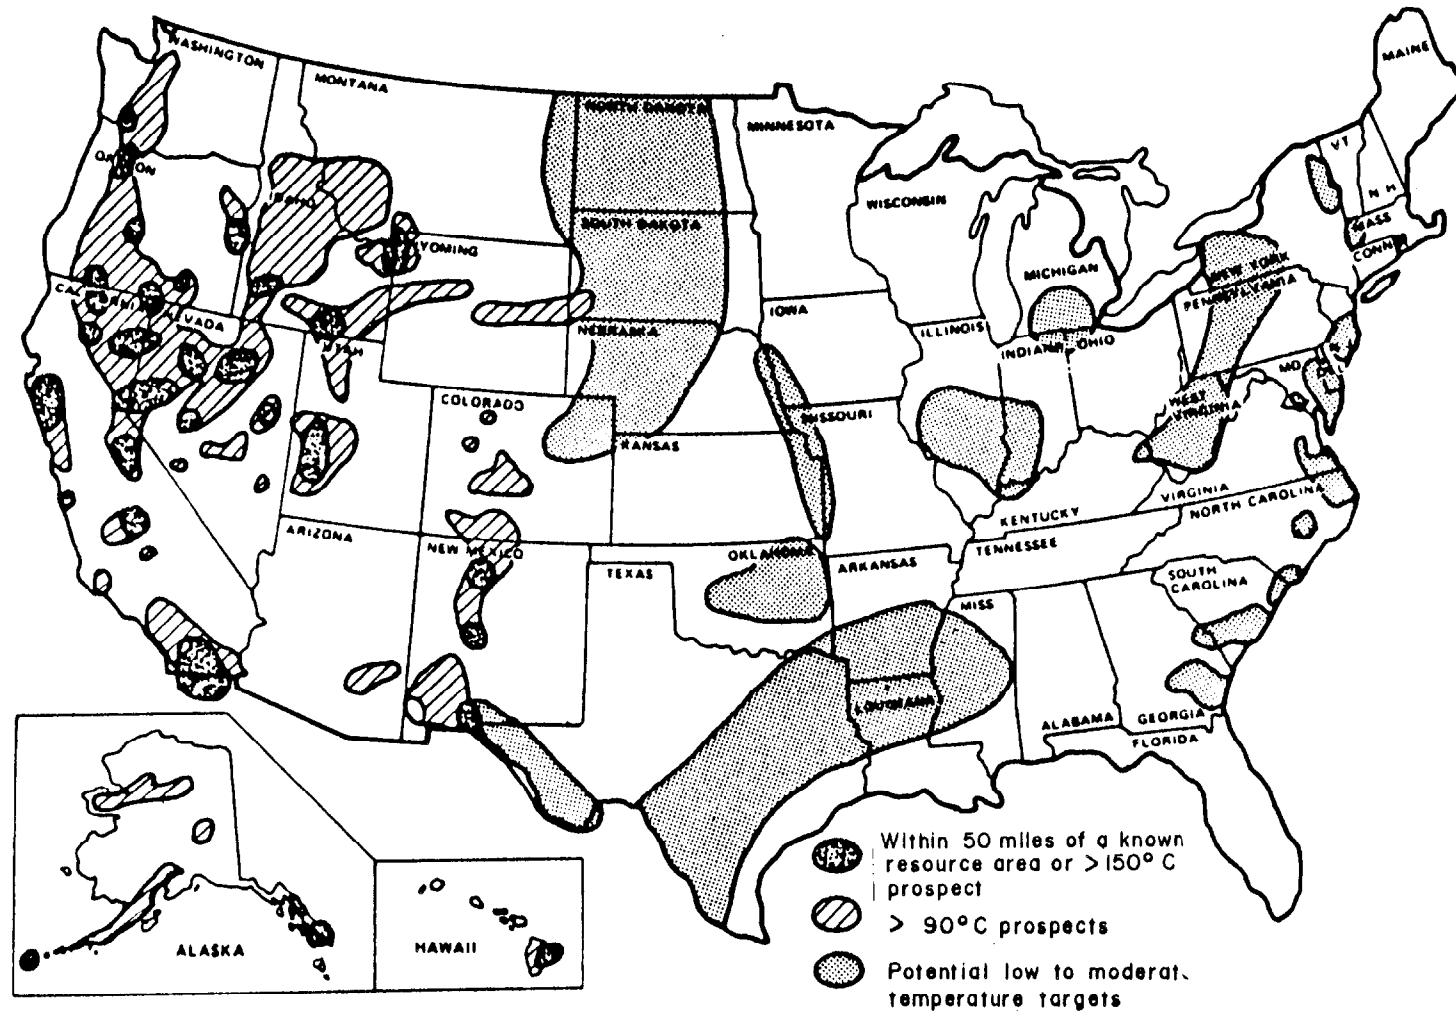 WASHINGTON
MONTANA
NORTH DAKOTA
MINNESOTA
MAINE
VT
N H
MASS
CONN
WISCONSIN
SOUTH DAKOTA
IDAHO
YOMING
MICHIGAN
NEW YORK
PENNSYLVANIA
NEVADA
UTAH
NEBRASKA
IOWA
ILLINOIS
INDIANA
OHIO
MD
DEL
COLORADO
KANSAS
MISSOURI
WEST
VIRGINIA
KENTUCKY
VIRGINIA
NORTH CAROLINA
ARIZONA
NEW MEXICO
TEXAS
OKLAHOMA
ARKANSAS
TENNESSEE
SOUTH
CAROLINA
MISS
LOUISIANA
ALABAMA
GEORGIA
FLORIDA
ALASKA
HAWAII
Within 50 miles of a known
resource area or >150° C
prospect
> 90°C prospects
Potential low to moderat
temperature targets